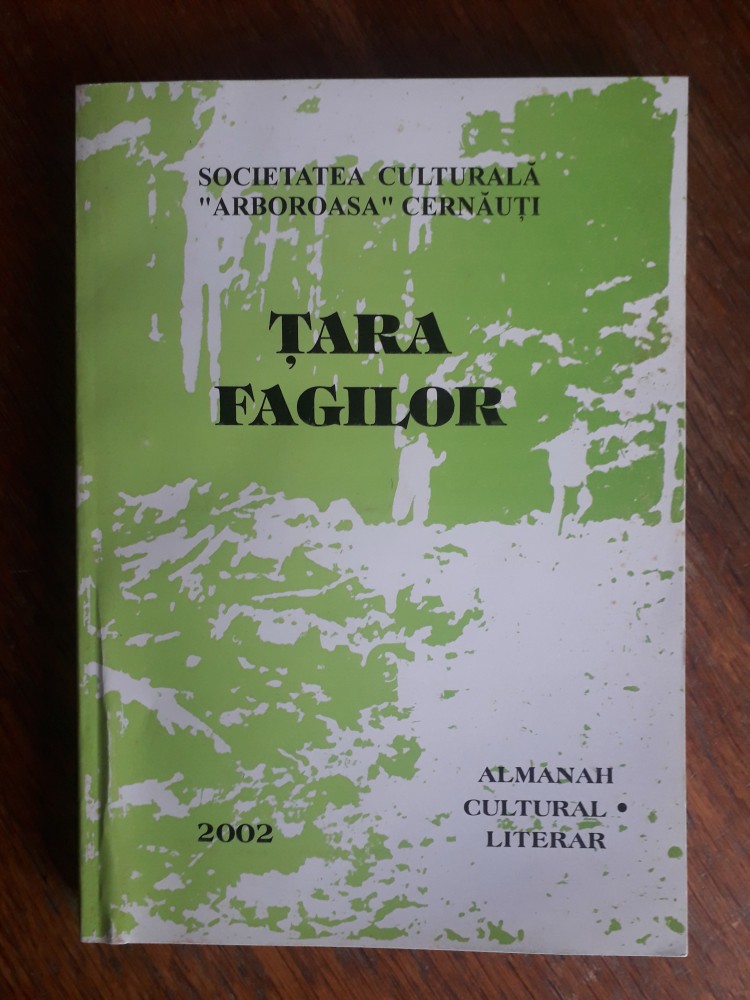 SOCIETATEA CULTURALĂ
"ARBOROASA" CERNĂUȚI
ȚARA
FAGILOR
ALMANAH
CULTURAL •
LITERAR
2002